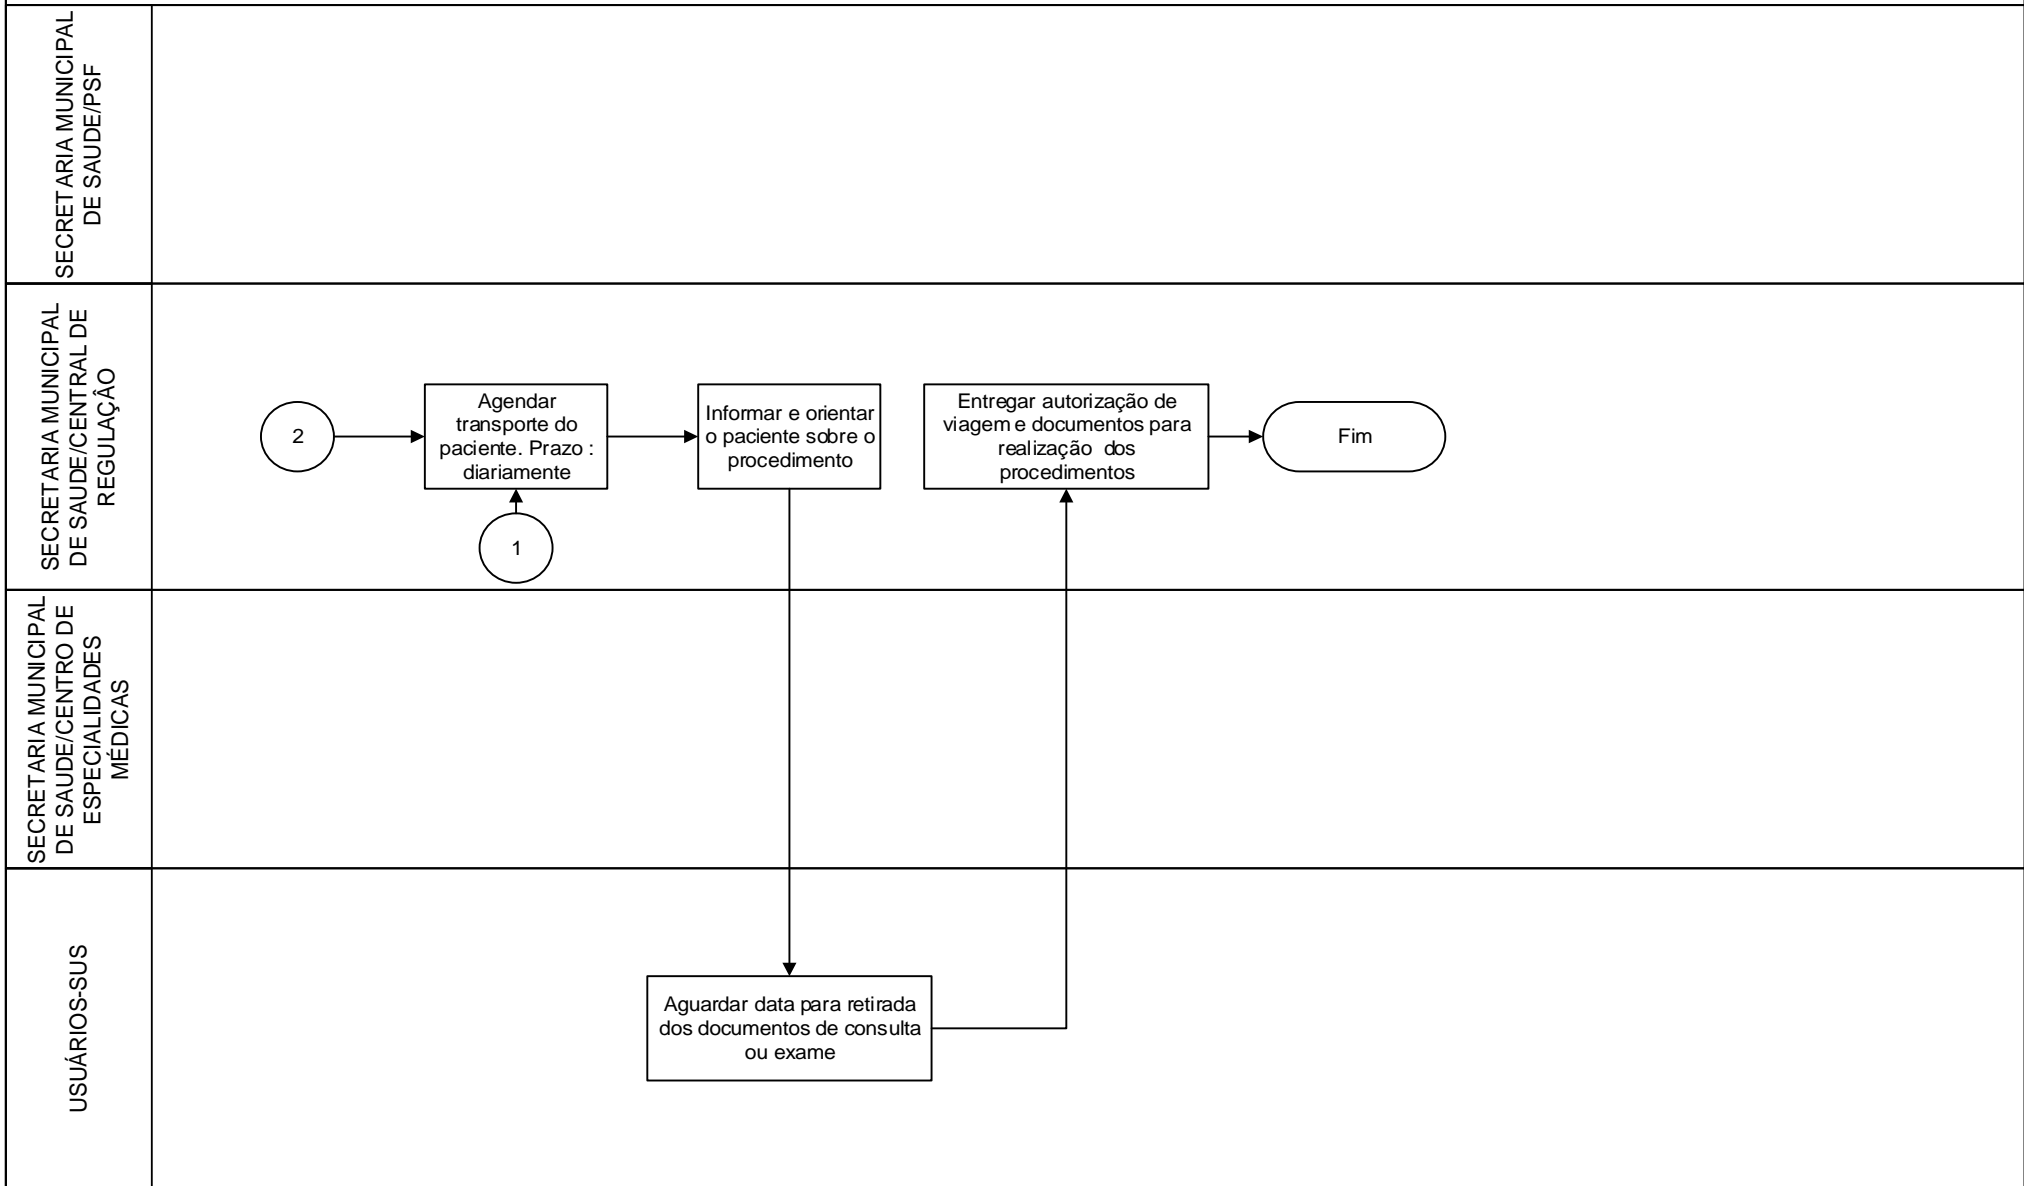 SECRETARIA MUNICIPAL
DE SAUDE/PSF
SECRETARIA MUNICIPAL
DE SAUDE/CENTRAL DE
REGULAÇÂO
2
Agendar
transporte do
paciente. Prazo :
diariamente
Informar e orientar
o paciente sobre o
procedimento
Entregar autorização de
viagem e documentos para
realização dos
procedimentos
Fim
1
SECRETARIA MUNICIPAL
DE SAUDE/CENTRO DE
ESPECIALIDADES
MÉDICAS
USUÁRIOS-SUS
Aguardar data para retirada
dos documentos de consulta
ou exame